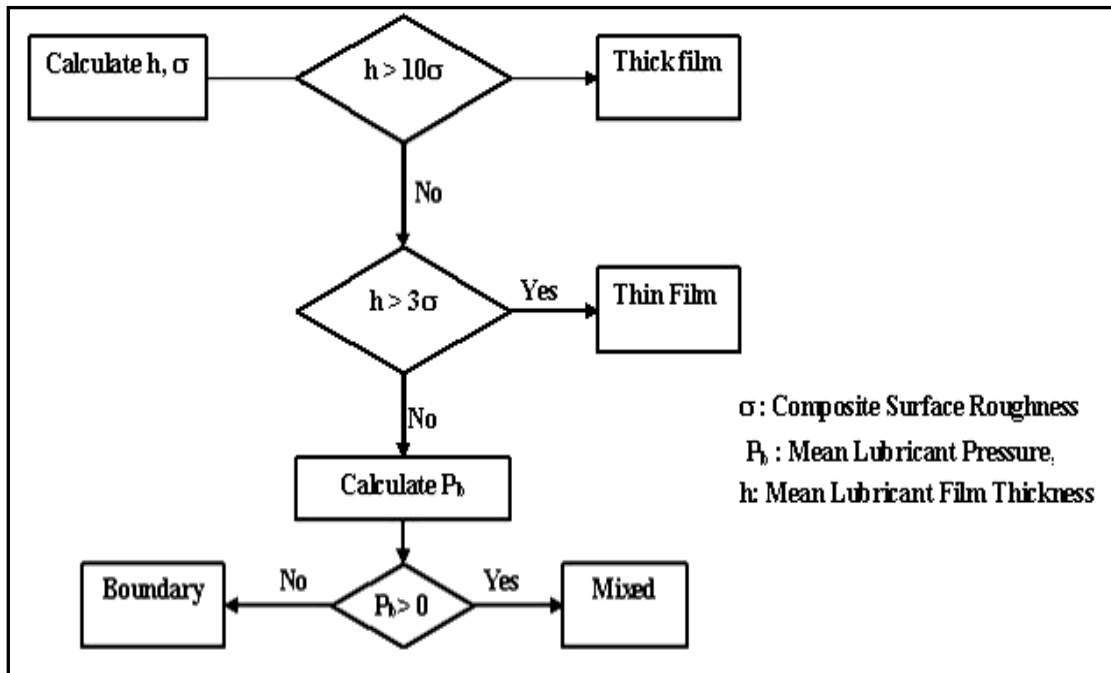 Calculate h, σ
h > 10σ
Thick film
No
h > 3σ
Yes
Thin Film
No
σ : Composite Surface Roughness
Pb : Mean Lubricant Pressure,
h: Mean Lubricant Film Thickness
Calculate Pb
Boundary
No
Pb > 0
Yes
Mixed